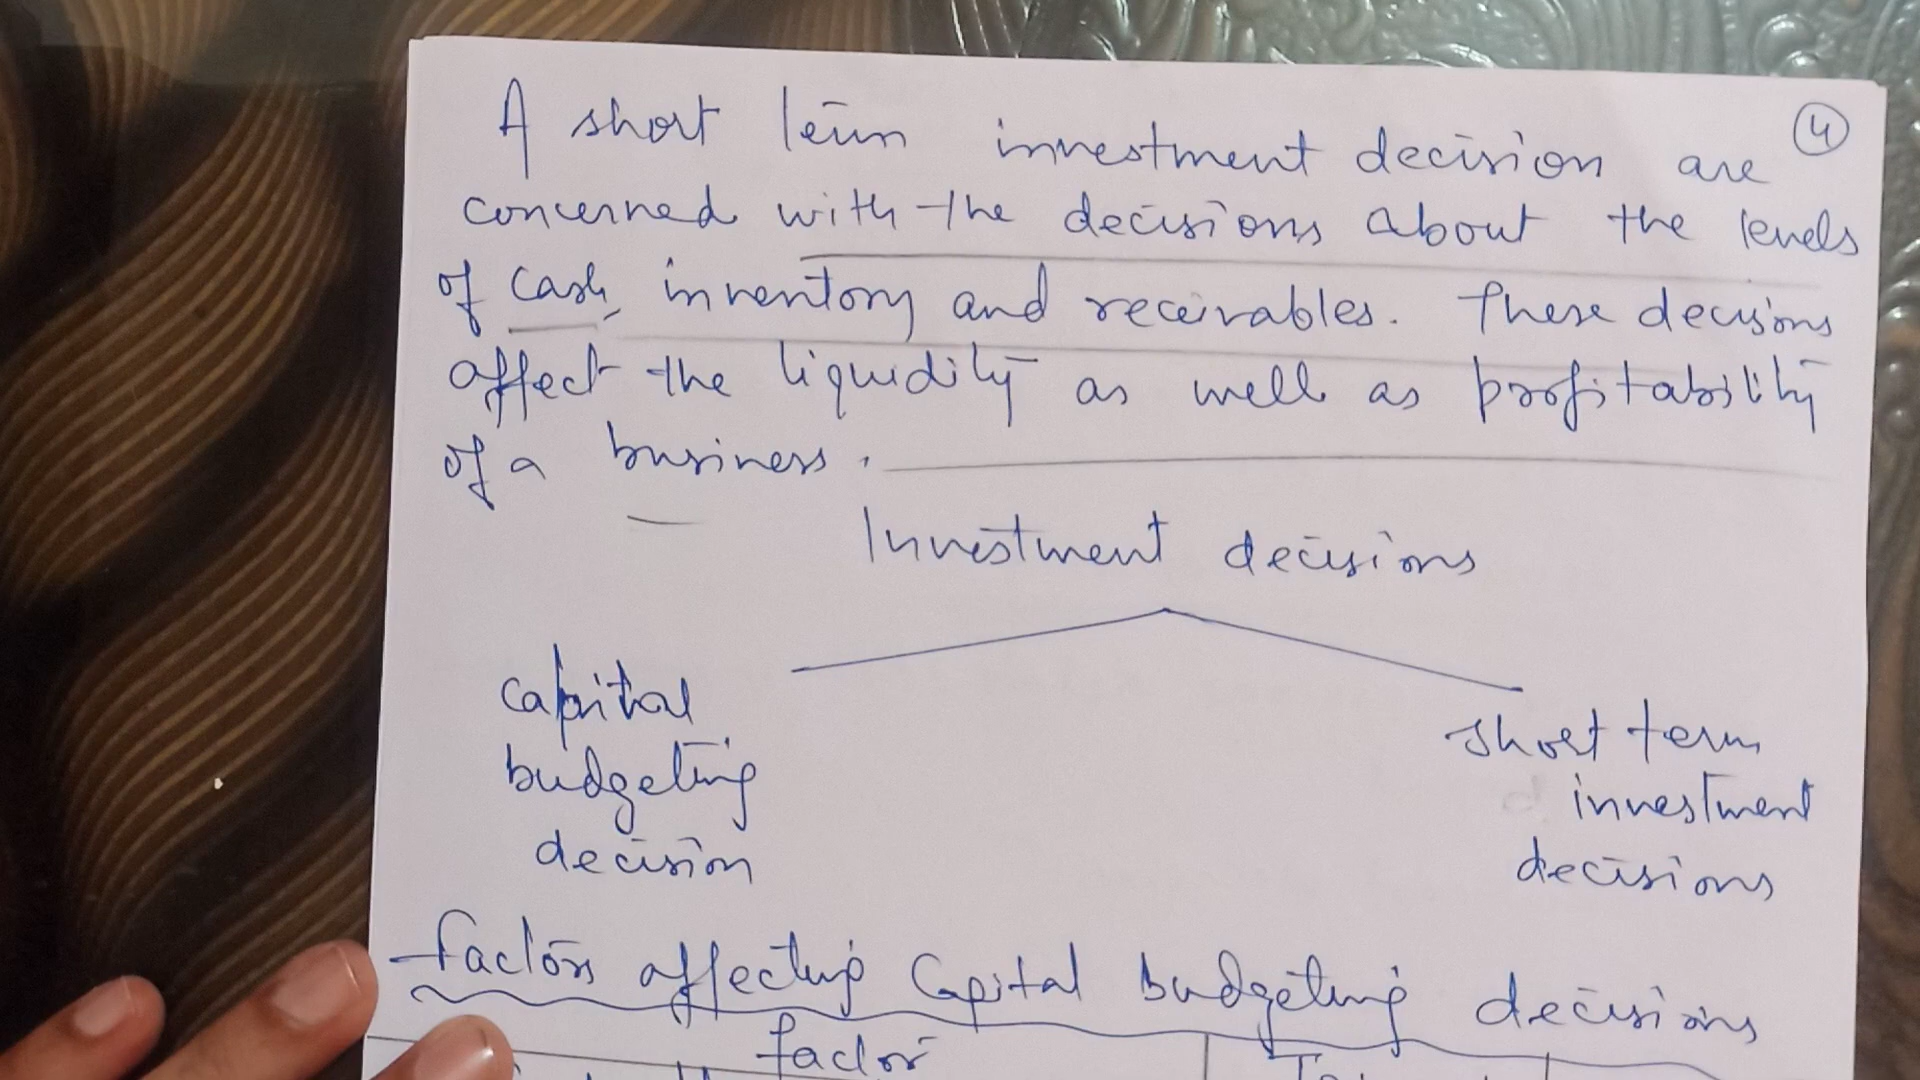 4
A short term investment decision are
concerned with the decisions about the levels
of cash, inventory and receivables. These decisions
affect the liquidity as well as profitability
of a business.
Investment decisions
capital
budgeting
decision
short term
investment
decisions
factors affecting Capital budgeting decisions
factor